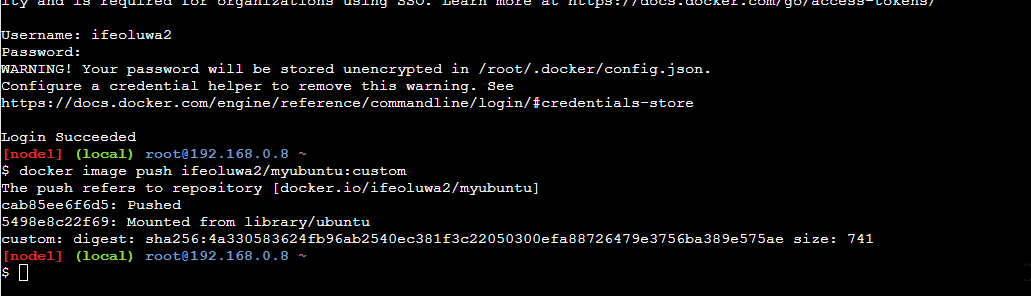 ity and is required for organizations using SSO. Learn more at https://docs.docker.com/go/access-tokens/
Username: ifeoluwa2
Password:
WARNING! Your password will be stored unencrypted in /root/.docker/config.json.
Configure a credential helper to remove this warning. See
https://docs.docker.com/engine/reference/commandline/login/#credentials-store
Login Succeeded
[node1] (local) root@192.168.0.8 ~
$ docker image push ifeoluwa2/myubuntu:custom
The push refers to repository [docker.io/ifeoluwa2/myubuntu]
cab85ee6f6d5: Pushed
5498e8c22f69: Mounted from library/ubuntu
custom: digest: sha256:4a330583624fb96ab2540ec381f3c22050300efa88726479e3756ba389e575ae size: 741
[node1] (local) root@192.168.0.8 ~
$